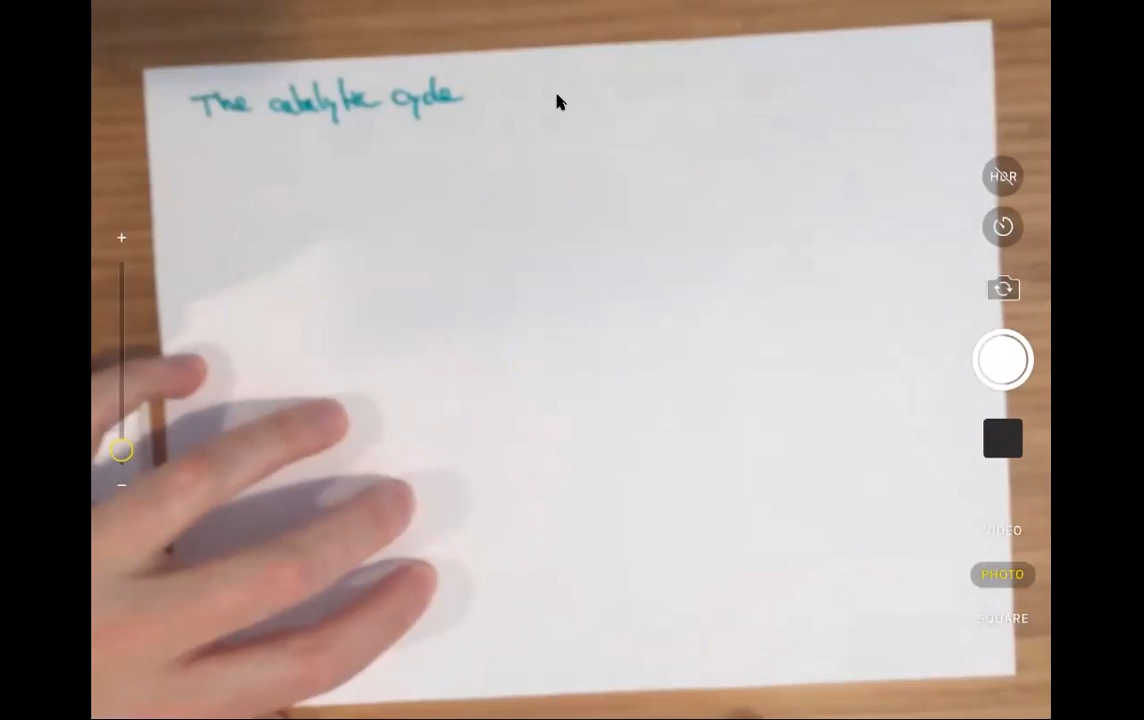 The catalytic cycle
HDR
+
−
VIDEO
PHOTO
SQUARE